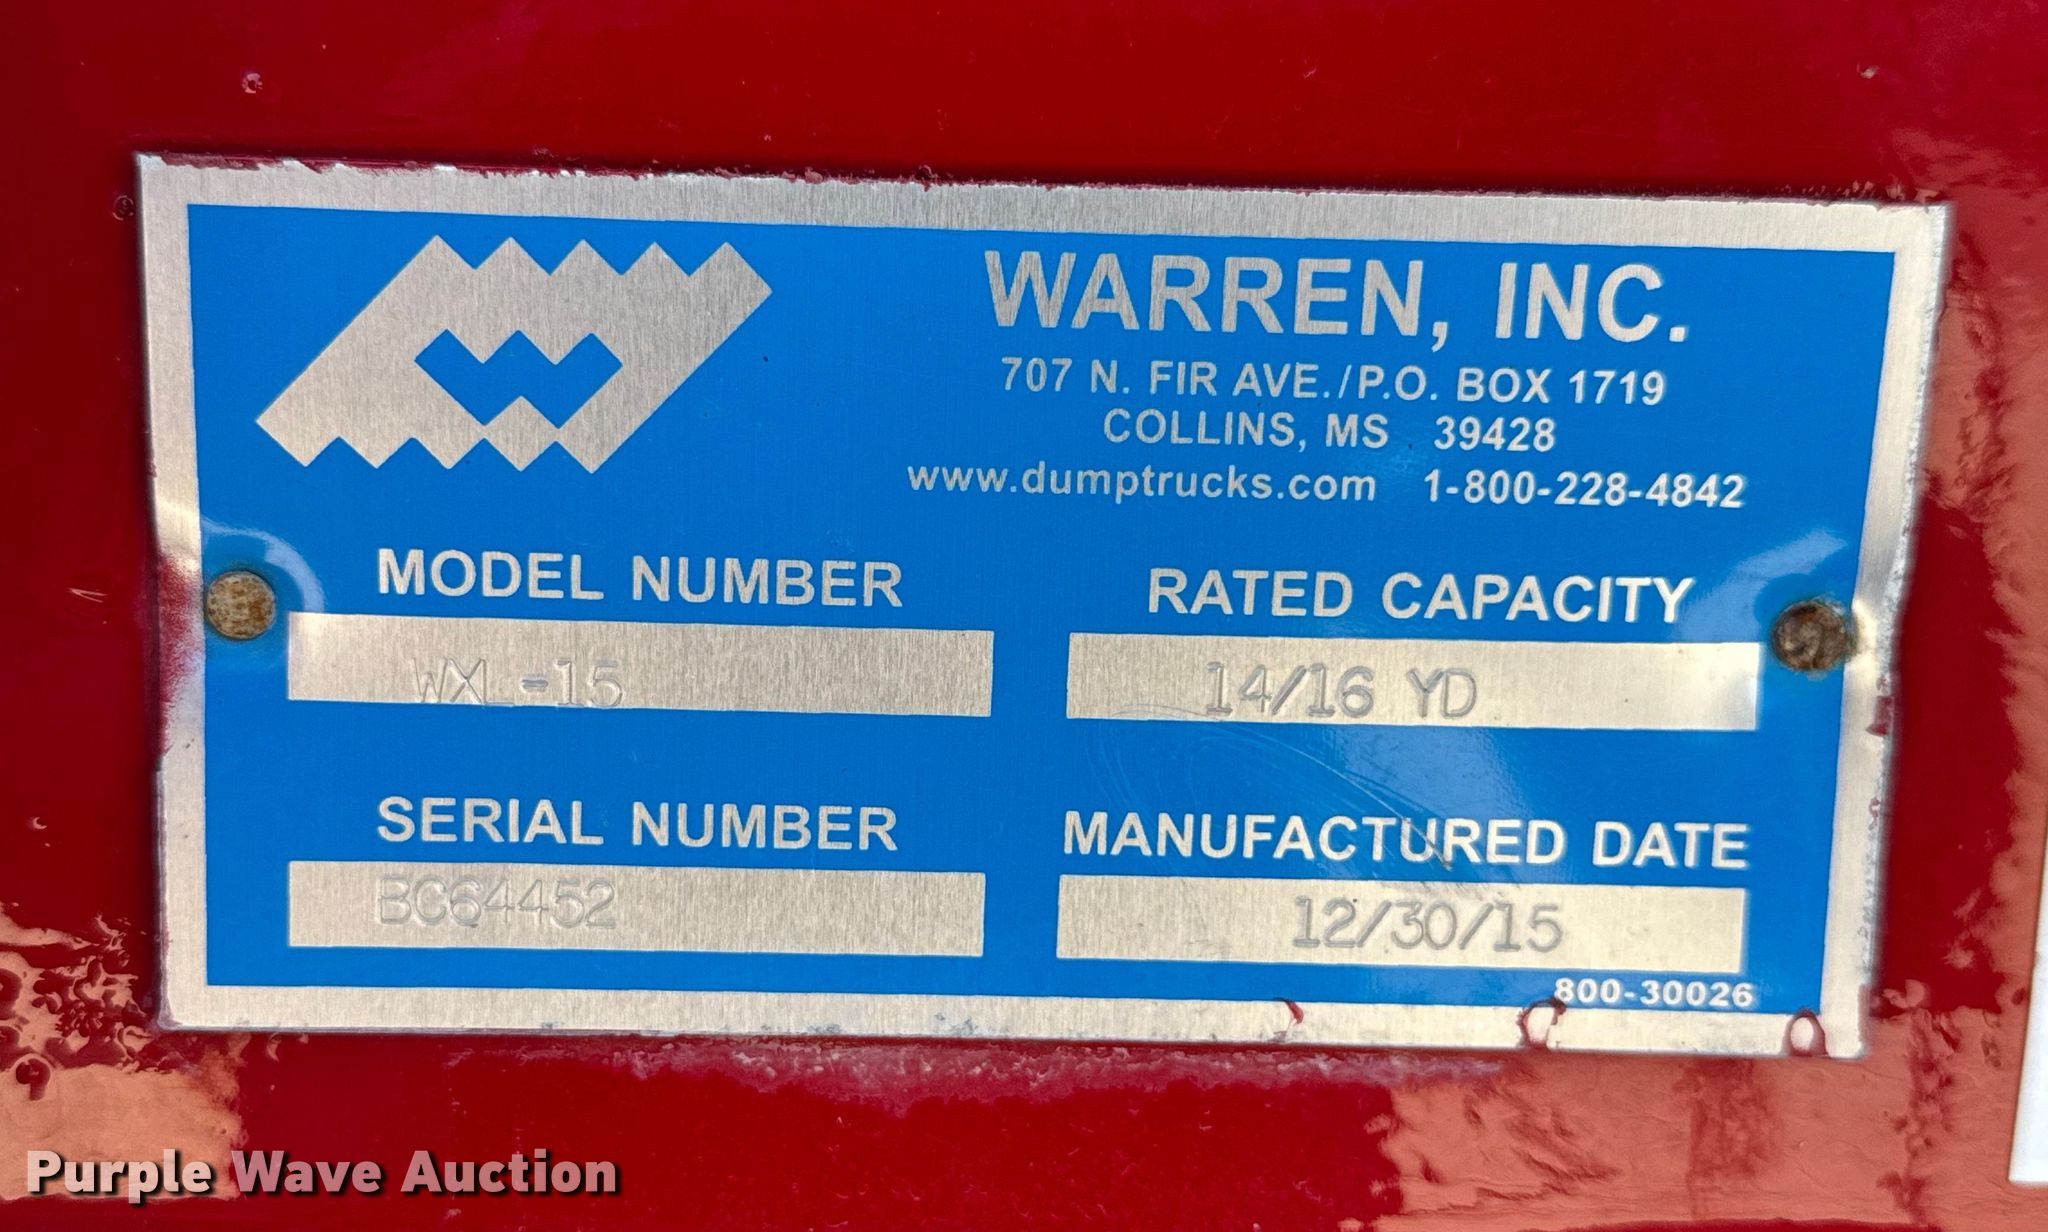 WARREN, INC.
707 N. FIR AVE./P.O. BOX 1719
COLLINS, MS 39428
www.dumptrucks.com 1-800-228-4842
MODEL NUMBER
WXL-15
RATED CAPACITY
14/16 YD
SERIAL NUMBER
BC64452
MANUFACTURED DATE
12/30/15
800-30026
Purple Wave Auction